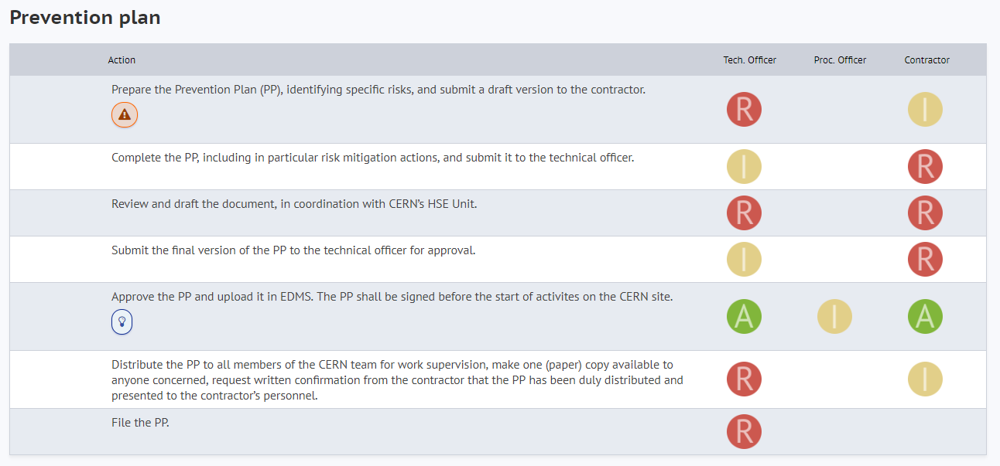 Prevention plan
Action Tech. Officer Proc. Officer Contractor
Prepare the Prevention Plan (PP), identifying specific risks, and submit a draft version to the contractor.
R I
Complete the PP, including in particular risk mitigation actions, and submit it to the technical officer.
I R
Review and draft the document, in coordination with CERN's HSE Unit.
R R
Submit the final version of the PP to the technical officer for approval.
I R
Approve the PP and upload it in EDMS. The PP shall be signed before the start of activites on the CERN site.
A I A
Distribute the PP to all members of the CERN team for work supervision, make one (paper) copy available to
anyone concerned, request written confirmation from the contractor that the PP has been duly distributed and
presented to the contractor's personnel.
R I
File the PP.
R